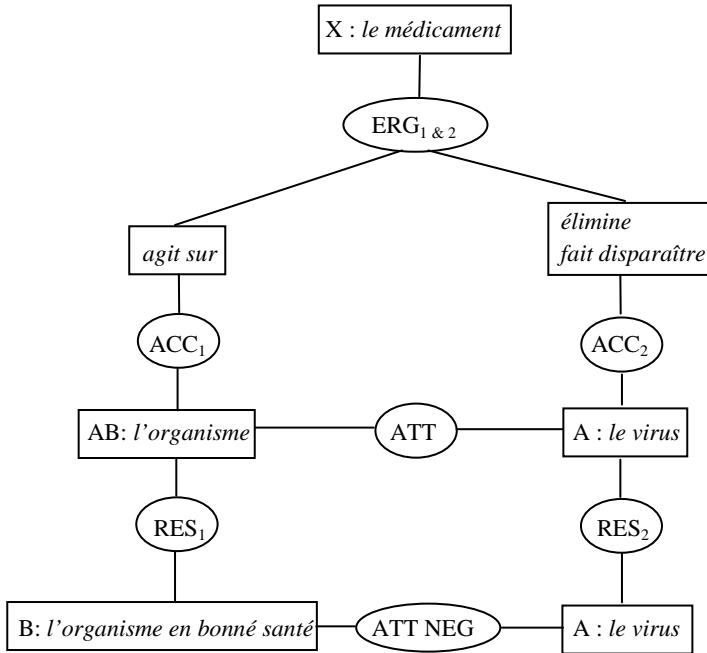 X : le médicament
ERG1 & 2
agit sur
élimine
fait disparaître
ACC1
ACC2
AB: l'organisme
ATT
A : le virus
RES1
RES2
B: l'organisme en bonné santé
ATT NEG
A : le virus